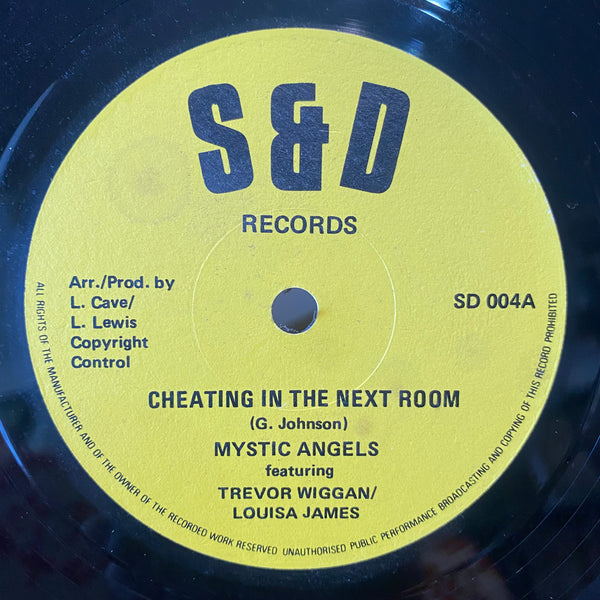 S&D
RECORDS
Arr./Prod. by
L. Cave/
L. Lewis
Copyright
Control
SD 004A
CHEATING IN THE NEXT ROOM
(G. Johnson)
MYSTIC ANGELS
featuring
TREVOR WIGGAN/
LOUISA JAMES
ALL RIGHTS OF THE MANUFACTURER AND OF THE OWNER OF THE RECORDED WORK RESERVED UNAUTHORISED PUBLIC PERFORMANCE BROADCASTING AND COPYING OF THIS RECORD PROHIBITED